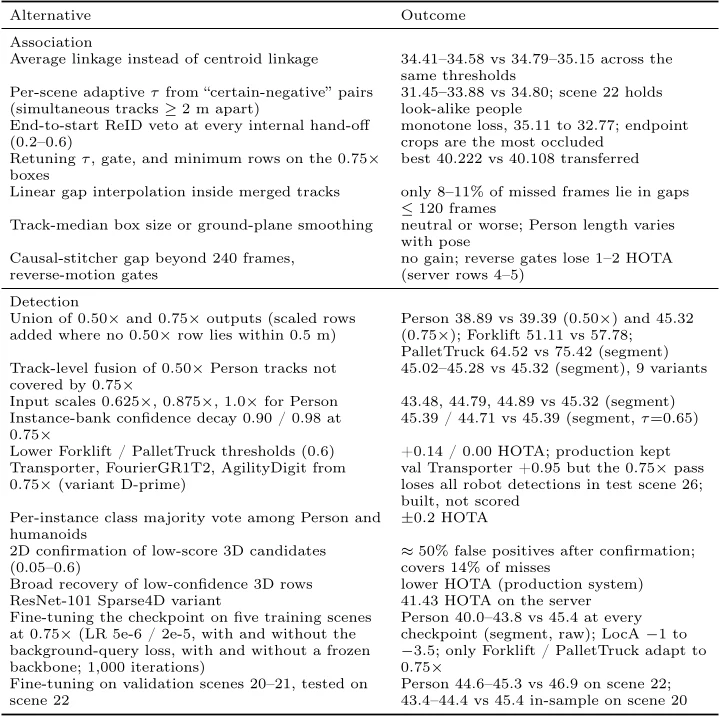 Alternative Outcome
Association
Average linkage instead of centroid linkage 34.41–34.58 vs 34.79–35.15 across the
same thresholds
Per-scene adaptive τ from “certain-negative” pairs 31.45–33.88 vs 34.80; scene 22 holds
(simultaneous tracks ≥ 2 m apart) look-alike people
End-to-start ReID veto at every internal hand-off monotone loss, 35.11 to 32.77; endpoint
(0.2–0.6) crops are the most occluded
Retuning τ, gate, and minimum rows on the 0.75× best 40.222 vs 40.108 transferred
boxes
Linear gap interpolation inside merged tracks only 8–11% of missed frames lie in gaps
≤ 120 frames
Track-median box size or ground-plane smoothing neutral or worse; Person length varies
with pose
Causal-stitcher gap beyond 240 frames, no gain; reverse gates lose 1–2 HOTA
reverse-motion gates (server rows 4–5)
Detection
Union of 0.50× and 0.75× outputs (scaled rows Person 38.89 vs 39.39 (0.50×) and 45.32
added where no 0.50× row lies within 0.5 m) (0.75×); Forklift 51.11 vs 57.78;
PalletTruck 64.52 vs 75.42 (segment)
Track-level fusion of 0.50× Person tracks not 45.02–45.28 vs 45.32 (segment), 9 variants
covered by 0.75×
Input scales 0.625×, 0.875×, 1.0× for Person 43.48, 44.79, 44.89 vs 45.32 (segment)
Instance-bank confidence decay 0.90 / 0.98 at 45.39 / 44.71 vs 45.39 (segment, τ=0.65)
0.75×
Lower Forklift / PalletTruck thresholds (0.6) +0.14 / 0.00 HOTA; production kept
Transporter, FourierGR1T2, AgilityDigit from val Transporter +0.95 but the 0.75× pass
0.75× (variant D-prime) loses all robot detections in test scene 26;
built, not scored
Per-instance class majority vote among Person and ±0.2 HOTA
humanoids
2D confirmation of low-score 3D candidates ≈ 50% false positives after confirmation;
(0.05–0.6) covers 14% of misses
Broad recovery of low-confidence 3D rows lower HOTA (production system)
ResNet-101 Sparse4D variant 41.43 HOTA on the server
Fine-tuning the checkpoint on five training scenes Person 40.0–43.8 vs 45.4 at every
at 0.75× (LR 5e-6 / 2e-5, with and without the checkpoint (segment, raw); LocA −1 to
background-query loss, with and without a frozen −3.5; only Forklift / PalletTruck adapt to
backbone; 1,000 iterations) 0.75×
Fine-tuning on validation scenes 20–21, tested on Person 44.6–45.3 vs 46.9 on scene 22;
scene 22 43.4–44.4 vs 45.4 in-sample on scene 20